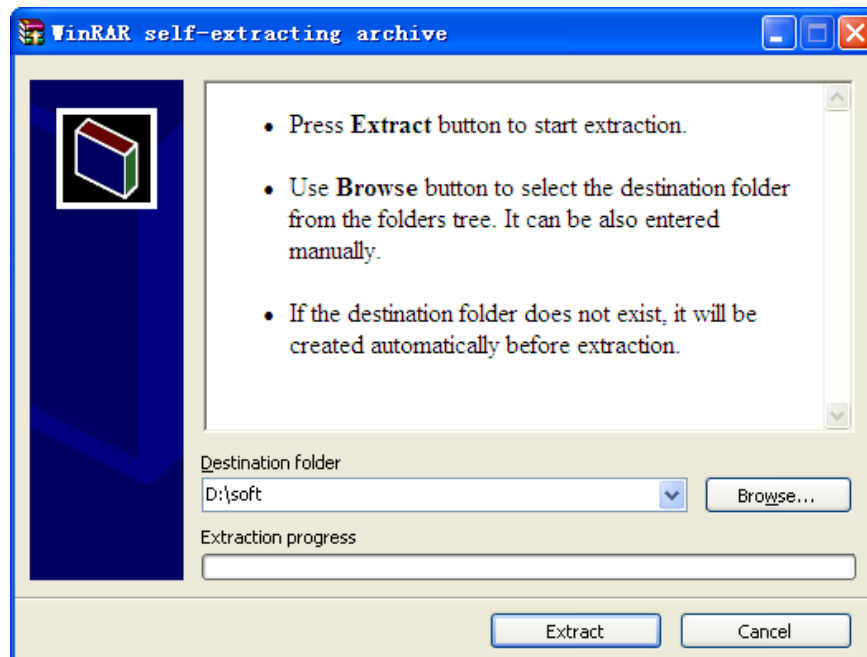 WinRAR self-extracting archive
• Press Extract button to start extraction.
• Use Browse button to select the destination folder
from the folders tree. It can be also entered
manually.
• If the destination folder does not exist, it will be
created automatically before extraction.
Destination folder
D:\soft
Browse...
Extraction progress
Extract
Cancel